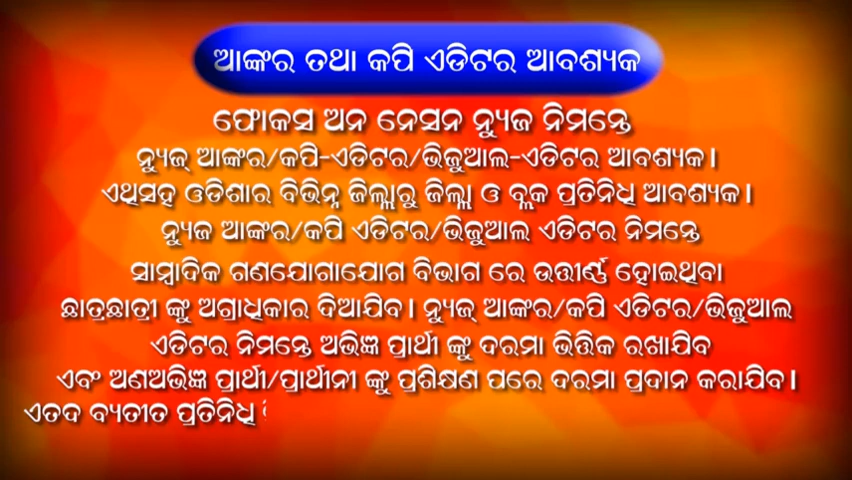 ଆଙ୍କର ତଥା କପି ଏଡିଟର ଆବଶ୍ୟକ
ଫୋକସ ଅନ ନେସନ ନ୍ୟୁଜ ନିମନ୍ତେ
ନ୍ୟୁଜ୍ ଆଙ୍କର/କପି-ଏଡିଟର/ଭିଜୁଆଲ-ଏଡିଟର ଆବଶ୍ୟକ।
ଏଥିସହ ଓଡିଶାର ବିଭିନ୍ନ ଜିଲ୍ଲାରୁ ଜିଲ୍ଲା ଓ ବ୍ଲକ ପ୍ରତିନିଧି ଆବଶ୍ୟକ।
ନ୍ୟୁଜ ଆଙ୍କର/କପି ଏଡିଟର/ଭିଜୁଆଲ ଏଡିଟର ନିମନ୍ତେ
ସାମ୍ବାଦିକ ଗଣଯୋଗାଯୋଗ ବିଭାଗ ରେ ଉତ୍ତୀର୍ଣ୍ଣ ହୋଇଥିବା
ଛାତ୍ରଛାତ୍ରୀ ଙ୍କୁ ଅଗ୍ରାଧିକାର ଦିଆଯିବ। ନ୍ୟୁଜ୍ ଆଙ୍କର/କପି ଏଡିଟର/ଭିଜୁଆଲ
ଏଡିଟର ନିମନ୍ତେ ଅଭିଜ୍ଞ ପ୍ରାର୍ଥୀ ଙ୍କୁ ଦରମା ଭିତ୍ତିକ ରଖାଯିବ
ଏବଂ ଅଣଅଭିଜ୍ଞ ପ୍ରାର୍ଥୀ/ପ୍ରାର୍ଥୀନୀ ଙ୍କୁ ପ୍ରଶିକ୍ଷଣ ପରେ ଦରମା ପ୍ରଦାନ କରାଯିବ।
ଏତଦ ବ୍ୟତୀତ ପ୍ରତିନିଧି